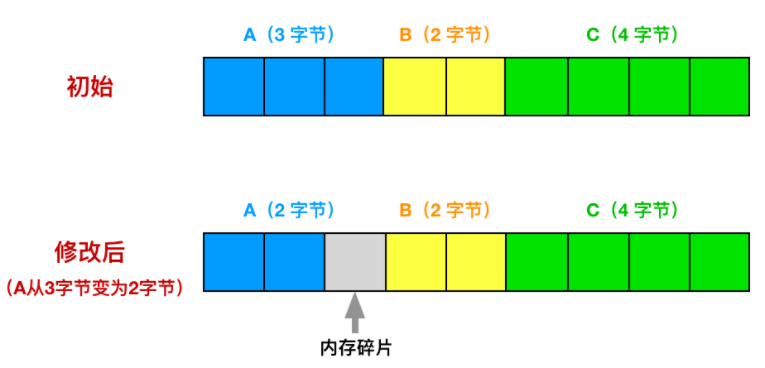 A（3 字节） B（2 字节） C（4 字节）
初始
A（2 字节） B（2 字节） C（4 字节）
修改后
（A从3字节变为2字节）
内存碎片